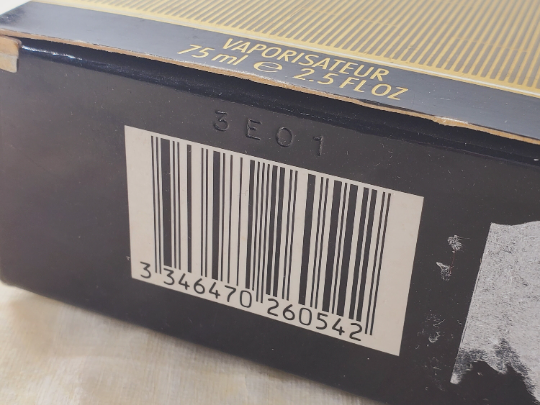 VAPORISATEUR
75 ml e 2.5 FL OZ
3E01
3 346470 260542